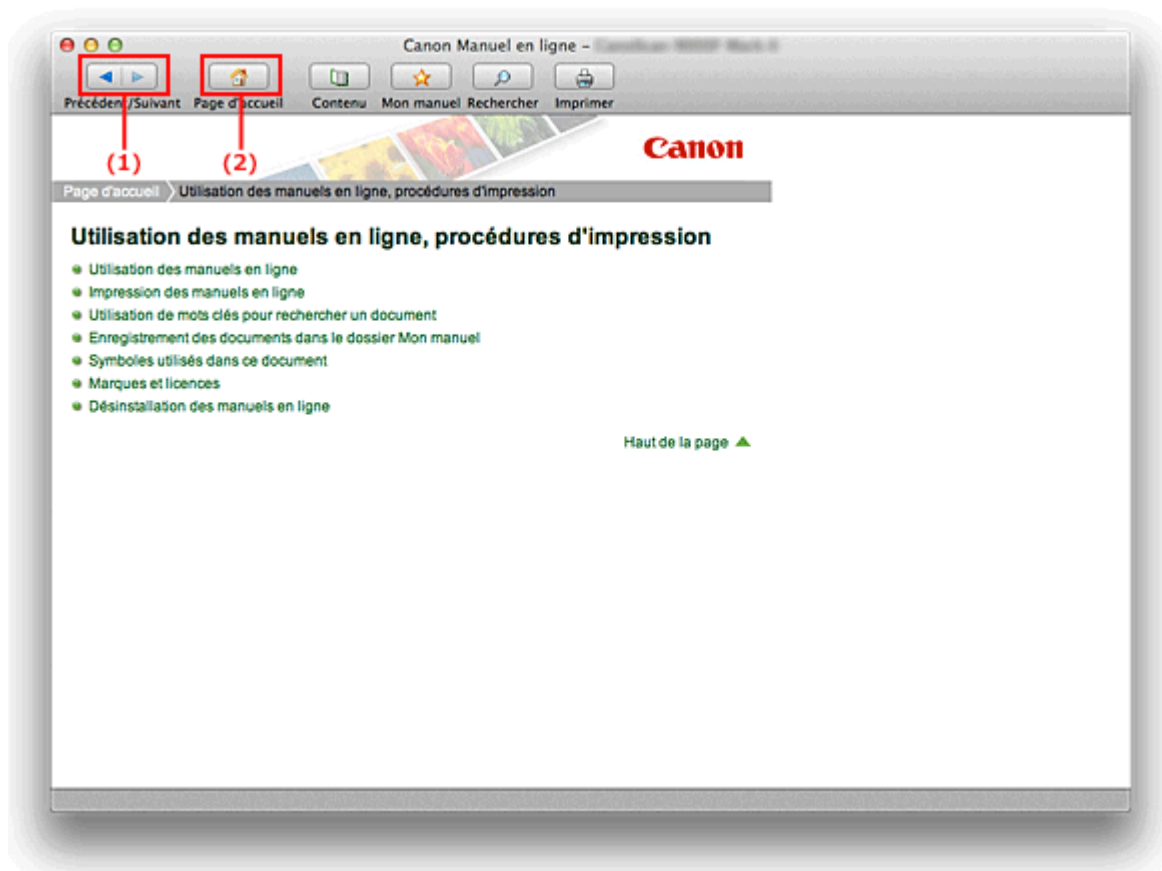 Canon Manuel en ligne –
Précédent/Suivant Page d'accueil Contenu Mon manuel Rechercher Imprimer
(1) (2)
Canon
Page d'accueil Utilisation des manuels en ligne, procédures d'impression
Utilisation des manuels en ligne, procédures d'impression
Utilisation des manuels en ligne
Impression des manuels en ligne
Utilisation de mots clés pour rechercher un document
Enregistrement des documents dans le dossier Mon manuel
Symboles utilisés dans ce document
Marques et licences
Désinstallation des manuels en ligne
Haut de la page